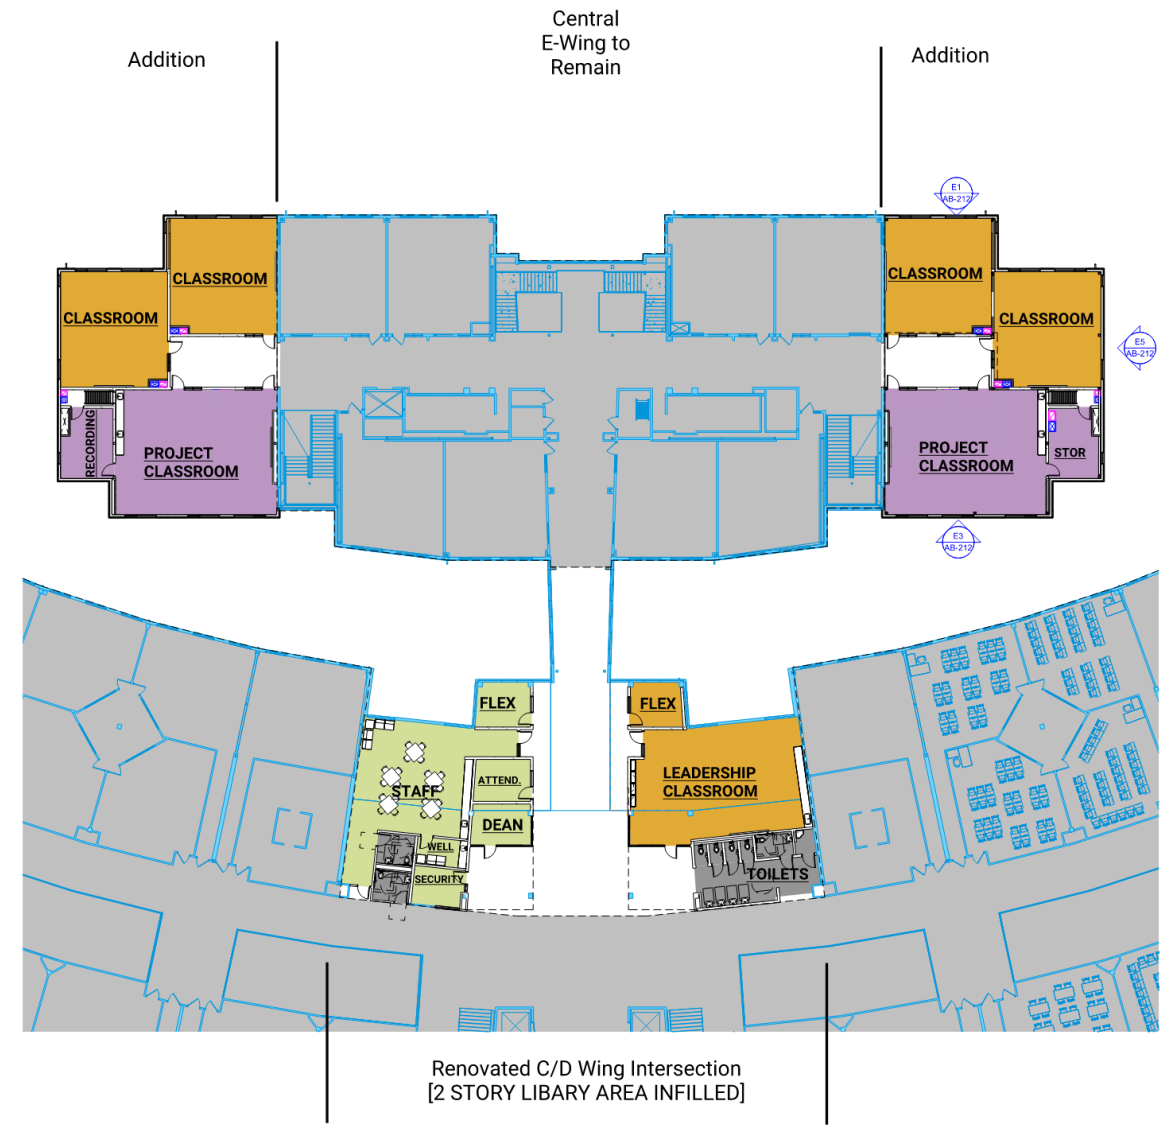 Central
E-Wing to
Remain
Addition
Addition
E1
AB-212
CLASSROOM
CLASSROOM
CLASSROOM
CLASSROOM
E5
AB-212
RECORDING
PROJECT
CLASSROOM
PROJECT
CLASSROOM
STOR
E3
AB-212
FLEX
FLEX
STAFF
ATTEND.
LEADERSHIP
CLASSROOM
DEAN
WELL
SECURITY
TOILETS
Renovated C/D Wing Intersection
[2 STORY LIBARY AREA INFILLED]